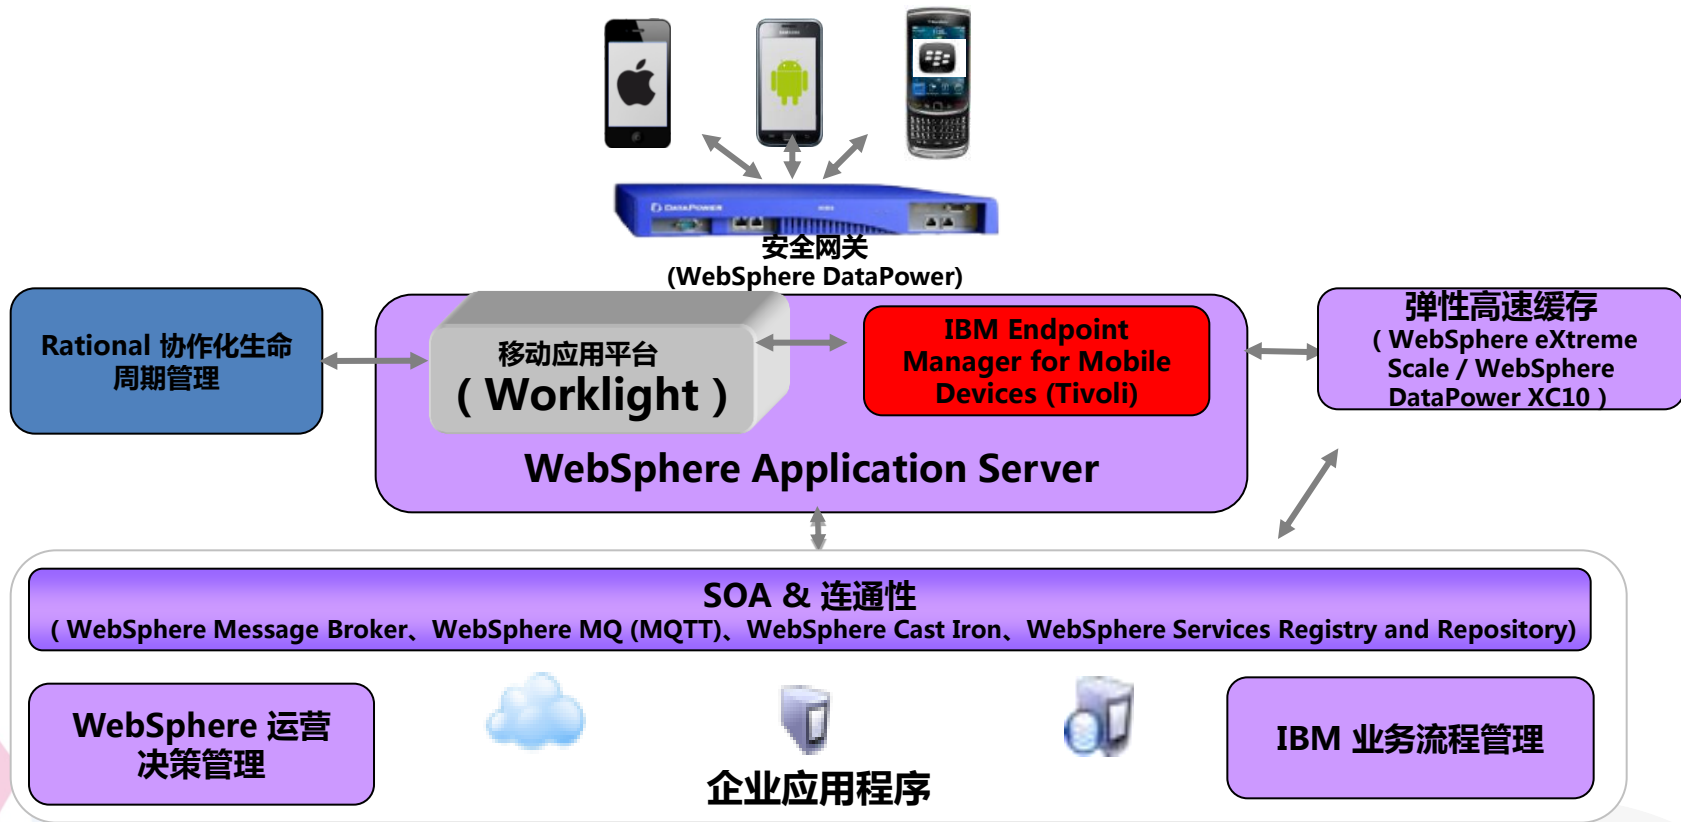 SAMSUNG
DATAPOWER
安全网关
(WebSphere DataPower)
Rational 协作化生命
周期管理
移动应用平台
（Worklight）
IBM Endpoint
Manager for Mobile
Devices (Tivoli)
WebSphere Application Server
弹性高速缓存
（WebSphere eXtreme
Scale / WebSphere
DataPower XC10）
SOA & 连通性
（WebSphere Message Broker、WebSphere MQ (MQTT)、WebSphere Cast Iron、WebSphere Services Registry and Repository)
WebSphere 运营
决策管理
企业应用程序
IBM 业务流程管理